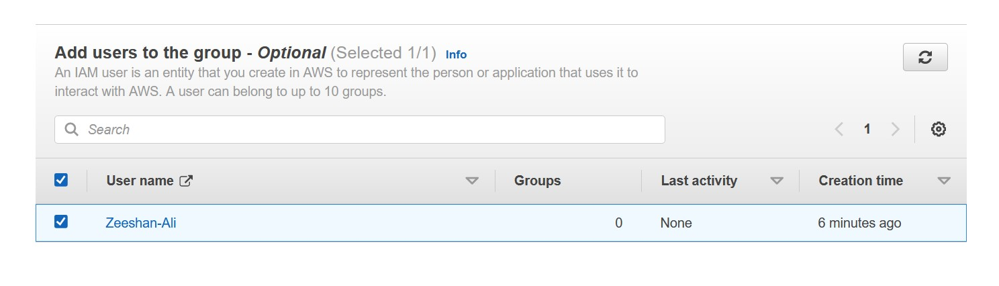 Add users to the group - Optional (Selected 1/1) Info
An IAM user is an entity that you create in AWS to represent the person or application that uses it to
interact with AWS. A user can belong to up to 10 groups.
Search
1
User name Groups Last activity Creation time
Zeeshan-Ali 0 None 6 minutes ago